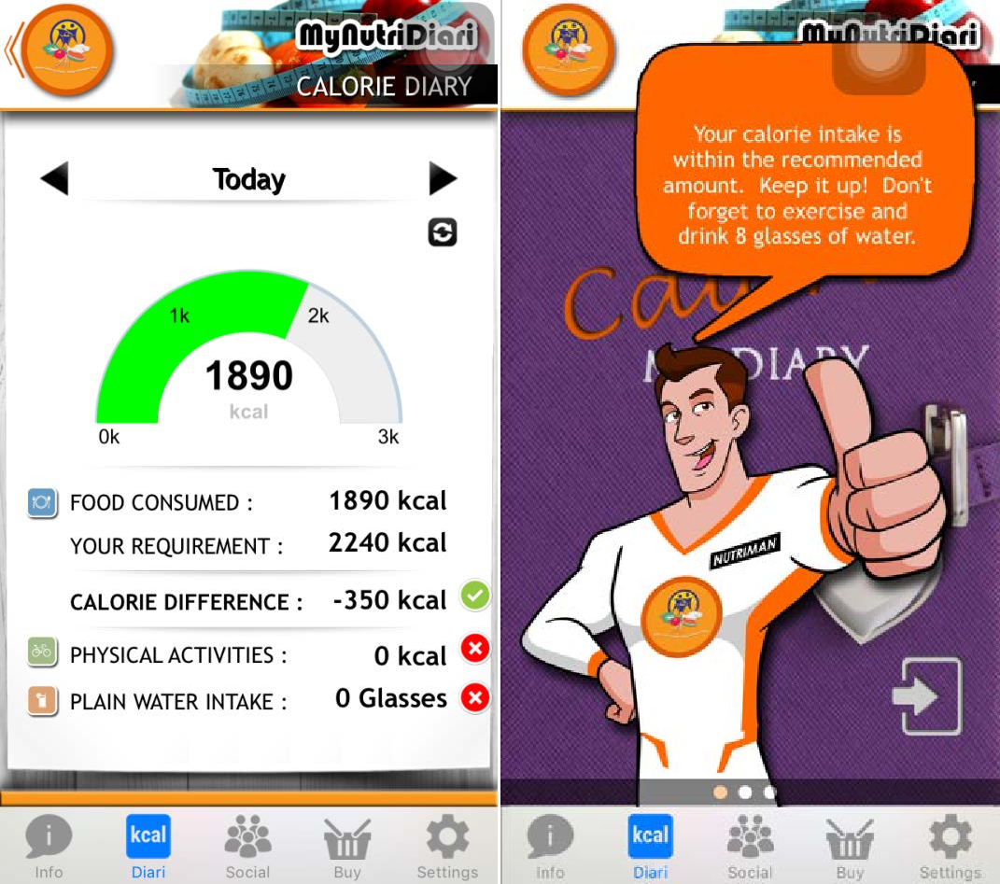 MyNutriDiari
CALORIE DIARY
Today
1k
2k
1890
kcal
0k
3k
FOOD CONSUMED : 1890 kcal
YOUR REQUIREMENT : 2240 kcal
CALORIE DIFFERENCE : -350 kcal
PHYSICAL ACTIVITIES : 0 kcal
PLAIN WATER INTAKE : 0 Glasses
kcal
Info
Diari
Social
Buy
Settings
MyNutriDiari
Your calorie intake is
within the recommended
amount. Keep it up! Don't
forget to exercise and
drink 8 glasses of water.
DIARY
NUTRIMAN
kcal
Info
Diari
Social
Buy
Settings